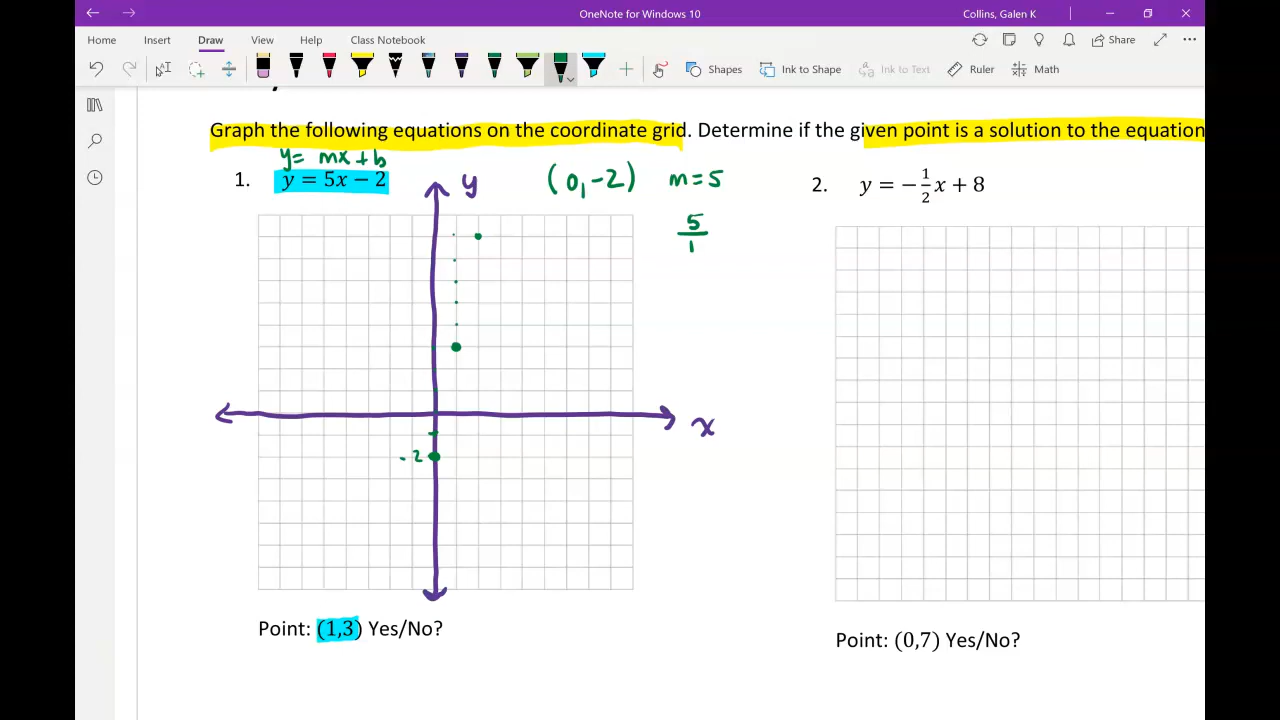 OneNote for Windows 10
Collins, Galen K
Home Insert Draw View Help Class Notebook
Share
Shapes Ink to Shape Ink to Text Ruler Math
Graph the following equations on the coordinate grid. Determine if the given point is a solution to the equation
y= mx+b
1. y = 5x − 2
(0,-2) m=5
5/1
y
x
-2
Point: (1,3) Yes/No?
2. y = −1/2 x + 8
Point: (0,7) Yes/No?